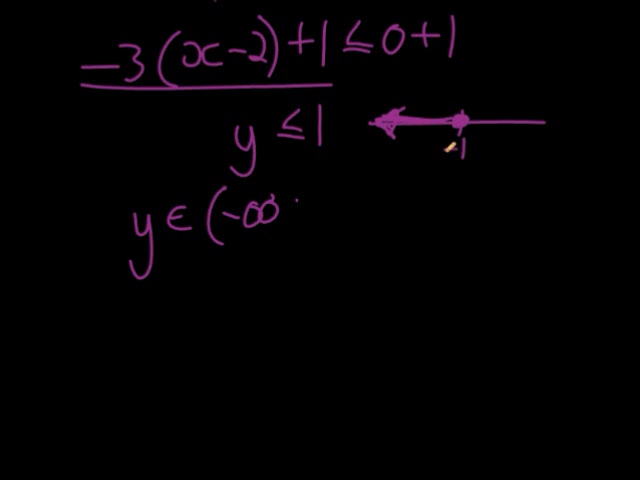 -3(x-2)+1≤0+1
y ≤ 1
1
y ∈ (-∞